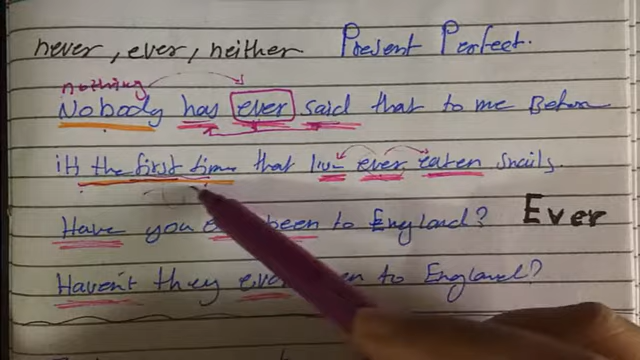 never, ever, neither Present Perfect.
nothing
Nobody has ever said that to me Before
it's the first time that I've ever eaten snails.
Have you been to England? Ever
Haven't they ever to England?